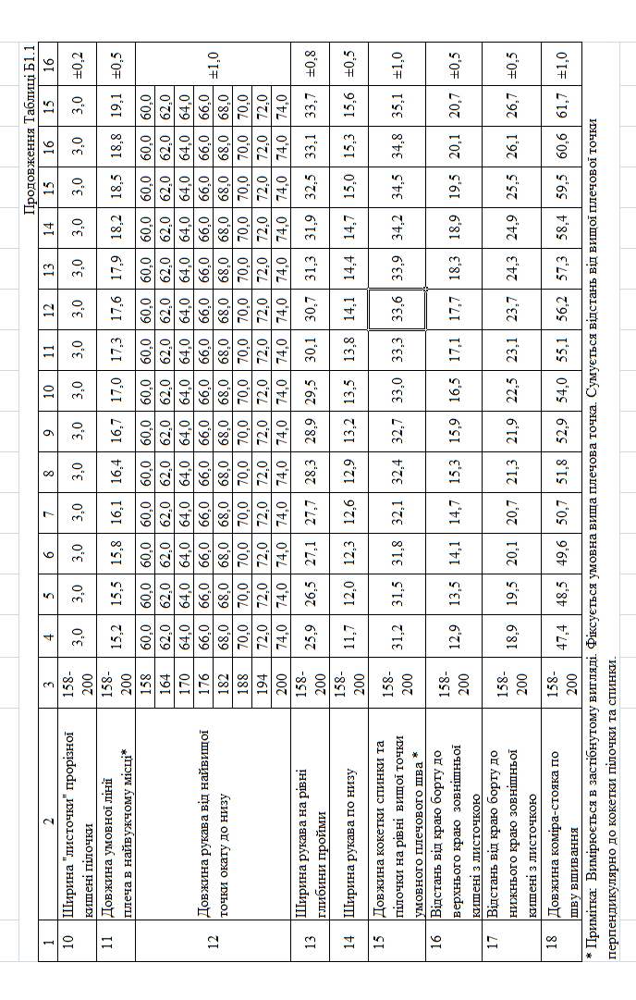 Продовження Таблиці Б1.1
1 2 3 4 5 6 7 8 9 10 11 12 13 14 15 16 15 16
10 Ширина "листочки" прорізної кишені пілочки 158-200 3,0 3,0 3,0 3,0 3,0 3,0 3,0 3,0 3,0 3,0 3,0 3,0 3,0 3,0 ±0,2
11 Довжина умовної лінії плеча в найвужчому місці* 158-200 15,2 15,5 15,8 16,1 16,4 16,7 17,0 17,3 17,6 17,9 18,2 18,5 18,8 19,1 ±0,5
12 Довжина рукава від найвищої точки окату до низу 158 60,0 60,0 60,0 60,0 60,0 60,0 60,0 60,0 60,0 60,0 60,0 60,0 60,0 60,0 ±1,0
164 62,0 62,0 62,0 62,0 62,0 62,0 62,0 62,0 62,0 62,0 62,0 62,0 62,0 62,0
170 64,0 64,0 64,0 64,0 64,0 64,0 64,0 64,0 64,0 64,0 64,0 64,0 64,0 64,0
176 66,0 66,0 66,0 66,0 66,0 66,0 66,0 66,0 66,0 66,0 66,0 66,0 66,0 66,0
182 68,0 68,0 68,0 68,0 68,0 68,0 68,0 68,0 68,0 68,0 68,0 68,0 68,0 68,0
188 70,0 70,0 70,0 70,0 70,0 70,0 70,0 70,0 70,0 70,0 70,0 70,0 70,0 70,0
194 72,0 72,0 72,0 72,0 72,0 72,0 72,0 72,0 72,0 72,0 72,0 72,0 72,0 72,0
200 74,0 74,0 74,0 74,0 74,0 74,0 74,0 74,0 74,0 74,0 74,0 74,0 74,0 74,0
13 Ширина рукава на рівні глибини пройми 158-200 25,9 26,5 27,1 27,7 28,3 28,9 29,5 30,1 30,7 31,3 31,9 32,5 33,1 33,7 ±0,8
14 Ширина рукава по низу 158-200 11,7 12,0 12,3 12,6 12,9 13,2 13,5 13,8 14,1 14,4 14,7 15,0 15,3 15,6 ±0,5
15 Довжина кокетки спинки та пілочки на рівні вищої точки умовного плечового шва * 158-200 31,2 31,5 31,8 32,1 32,4 32,7 33,0 33,3 33,6 33,9 34,2 34,5 34,8 35,1 ±1,0
16 Відстань від краю борту до верхнього краю зовнішньої кишені з листочкою 158-200 12,9 13,5 14,1 14,7 15,3 15,9 16,5 17,1 17,7 18,3 18,9 19,5 20,1 20,7 ±0,5
17 Відстань від краю борту до нижнього краю зовнішньої кишені з листочкою 158-200 18,9 19,5 20,1 20,7 21,3 21,9 22,5 23,1 23,7 24,3 24,9 25,5 26,1 26,7 ±0,5
18 Довжина коміра-стояка по шву вшивання 158-200 47,4 48,5 49,6 50,7 51,8 52,9 54,0 55,1 56,2 57,3 58,4 59,5 60,6 61,7 ±1,0
* Примітка: Вимірюється в застібнутому вигляді. Фіксується умовна вища плечова точка. Сумується відстань від вищої плечової точки
перпендикулярно до кокетки пілочки та спинки.